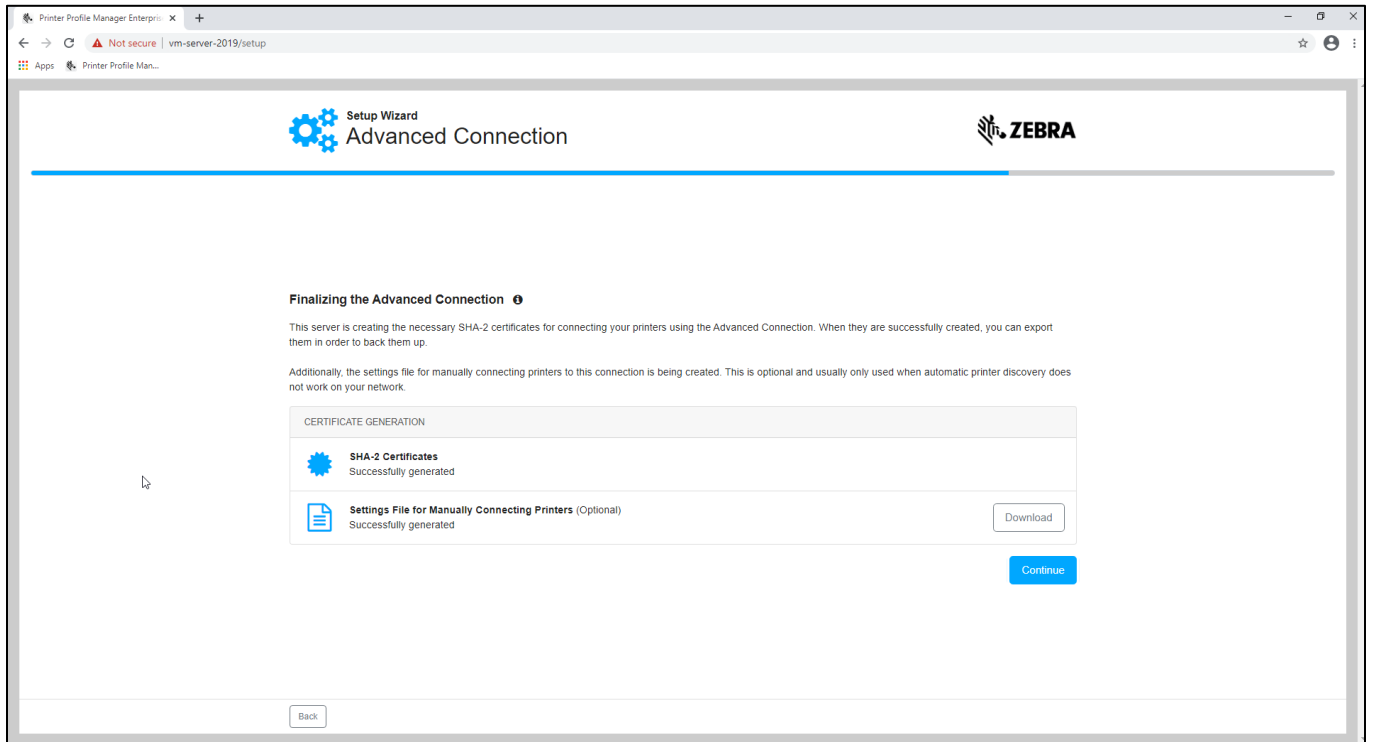 Printer Profile Manager Enterpris
Not secure | vm-server-2019/setup
Apps Printer Profile Man...
Setup Wizard
Advanced Connection
ZEBRA
Finalizing the Advanced Connection
This server is creating the necessary SHA-2 certificates for connecting your printers using the Advanced Connection. When they are successfully created, you can export
them in order to back them up.
Additionally, the settings file for manually connecting printers to this connection is being created. This is optional and usually only used when automatic printer discovery does
not work on your network.
CERTIFICATE GENERATION
SHA-2 Certificates
Successfully generated
Settings File for Manually Connecting Printers (Optional)
Successfully generated
Download
Continue
Back